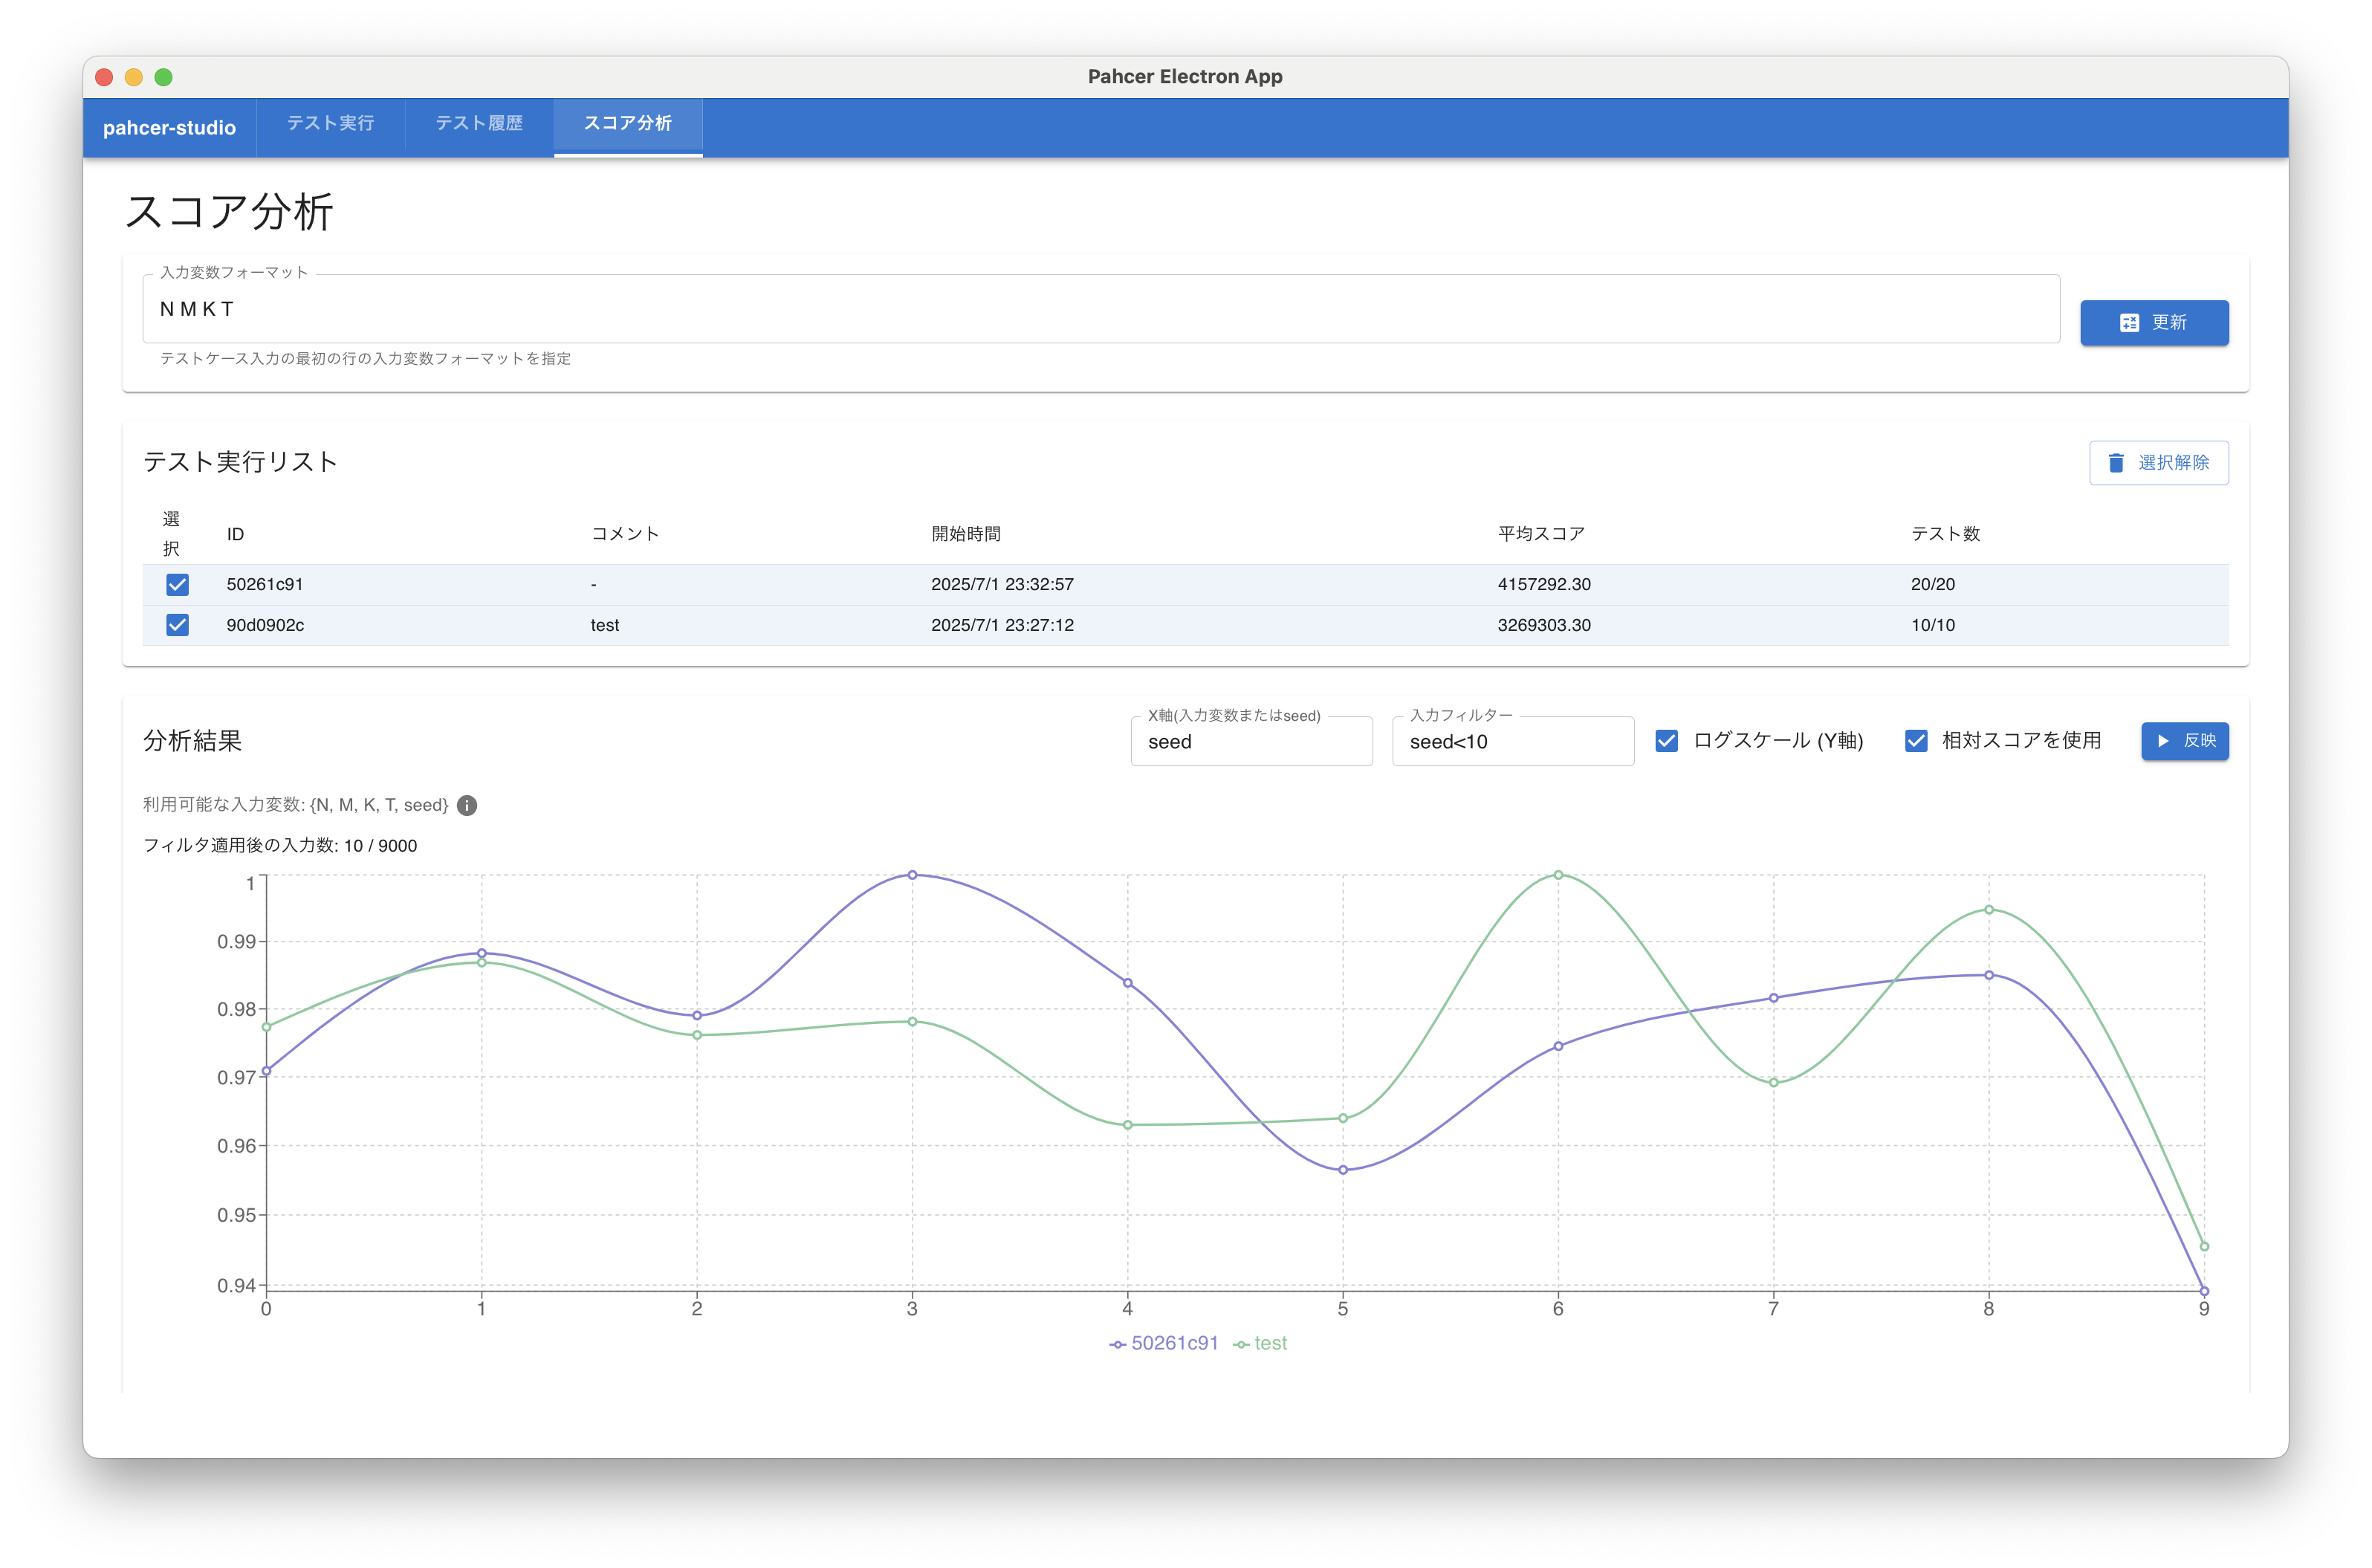 Pahcer Electron App
pahcer-studio テスト実行 テスト履歴 スコア分析
スコア分析
入力変数フォーマット
N M K T
更新
テストケース入力の最初の行の入力変数フォーマットを指定
テスト実行リスト
選択解除
選択 ID コメント 開始時間 平均スコア テスト数
50261c91 - 2025/7/1 23:32:57 4157292.30 20/20
90d0902c test 2025/7/1 23:27:12 3269303.30 10/10
分析結果
X軸(入力変数またはseed) 入力フィルター
seed seed<10 ログスケール (Y軸) 相対スコアを使用 反映
利用可能な入力変数: {N, M, K, T, seed}
フィルタ適用後の入力数: 10 / 9000
1
0.99
0.98
0.97
0.96
0.95
0.94
0 1 2 3 4 5 6 7 8 9
50261c91 test